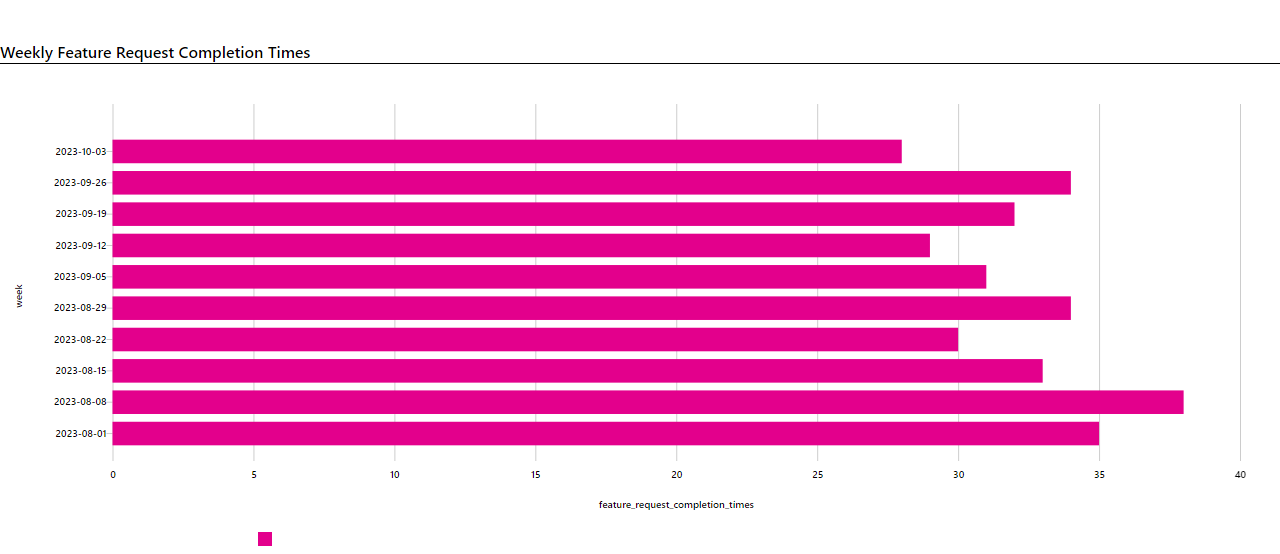 Weekly Feature Request Completion Times
2023-10-03
2023-09-26
2023-09-19
2023-09-12
2023-09-05
2023-08-29
2023-08-22
2023-08-15
2023-08-08
2023-08-01
week
0 5 10 15 20 25 30 35 40
feature_request_completion_times